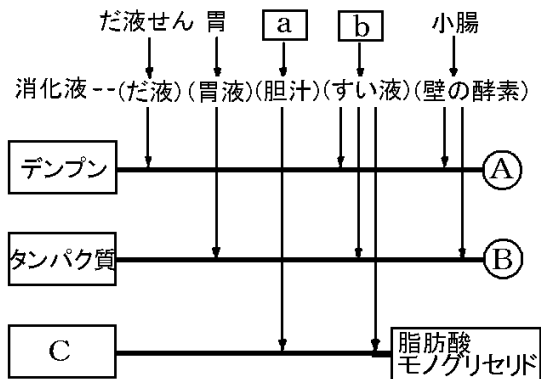 だ液せん 胃 a b 小腸
消化液--(だ液)(胃液)(胆汁)(すい液)(壁の酵素)
デンプン A
タンパク質 B
C 脂肪酸
モノグリセリド